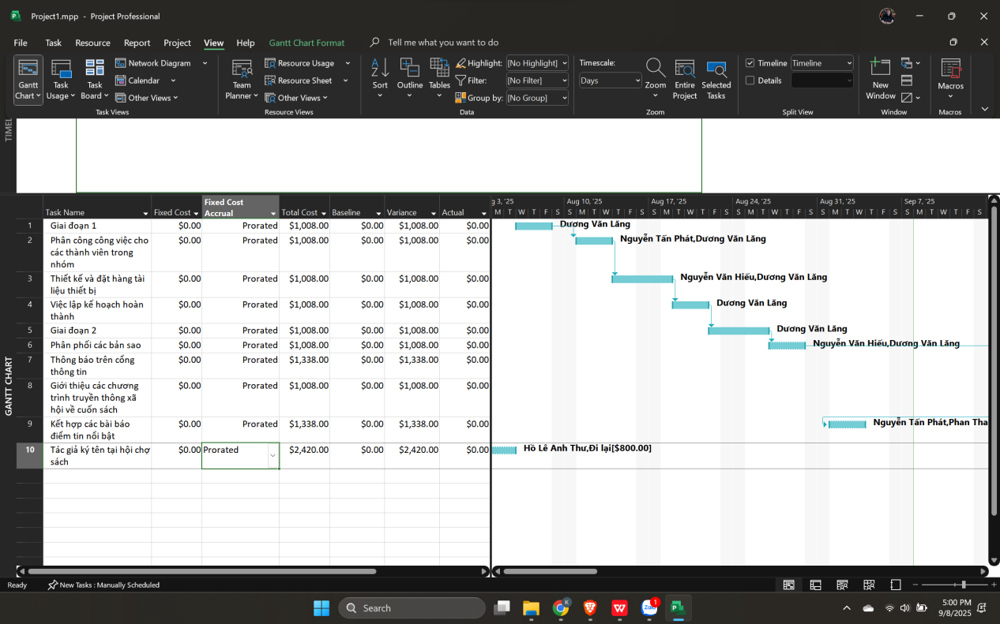 Project1.mpp - Project Professional
File Task Resource Report Project View Help Gantt Chart Format Tell me what you want to do
Gantt Chart
Task Usage
Task Board
Network Diagram
Calendar
Other Views
Task Views
Team Planner
Resource Usage
Resource Sheet
Other Views
Resource Views
Sort
Outline
Tables
Highlight: [No Highlight]
Filter: [No Filter]
Group by: [No Group]
Data
Timescale:
Days
Zoom
Entire Project
Selected Tasks
Zoom
Timeline Timeline
Details
Split View
New Window
Window
Macros
Macros
TIMEL
GANTT CHART
Task Name Fixed Cost Fixed Cost Accrual Total Cost Baseline Variance Actual
g 3, '25 Aug 10, '25 Aug 17, '25 Aug 24, '25 Aug 31, '25 Sep 7, '25
M T W T F S S M T W T F S S M T W T F S S M T W T F S S M T W T F S S M T W T F S
1 Giai đoạn 1 $0.00 Prorated $1,008.00 $0.00 $1,008.00 $0.00 Dương Văn Lăng
2 Phân công công việc cho các thành viên trong nhóm $0.00 Prorated $1,008.00 $0.00 $1,008.00 $0.00 Nguyễn Tấn Phát,Dương Văn Lăng
3 Thiết kế và đặt hàng tài liệu thiết bị $0.00 Prorated $1,008.00 $0.00 $1,008.00 $0.00 Nguyễn Văn Hiếu,Dương Văn Lăng
4 Việc lập kế hoạch hoàn thành $0.00 Prorated $1,008.00 $0.00 $1,008.00 $0.00 Dương Văn Lăng
5 Giai đoạn 2 $0.00 Prorated $1,008.00 $0.00 $1,008.00 $0.00 Dương Văn Lăng
6 Phân phối các bản sao $0.00 Prorated $1,008.00 $0.00 $1,008.00 $0.00 Nguyễn Văn Hiếu,Dương Văn Lăng
7 Thông báo trên cổng thông tin $0.00 Prorated $1,338.00 $0.00 $1,338.00 $0.00
8 Giới thiệu các chương trình truyền thông xã hội về cuốn sách $0.00 Prorated $1,008.00 $0.00 $1,008.00 $0.00
9 Kết hợp các bài báo điểm tin nổi bật $0.00 Prorated $1,338.00 $0.00 $1,338.00 $0.00 Nguyễn Tấn Phát,Phan Tha
10 Tác giả ký tên tại hội chợ sách $0.00 Prorated $2,420.00 $0.00 $2,420.00 $0.00 Hồ Lê Anh Thư,Đi lại[$800.00]
Ready New Tasks : Manually Scheduled
Search
K
Zalo
1
5:00 PM
9/8/2025